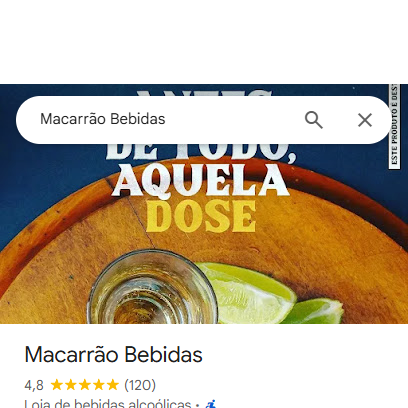 Macarrão Bebidas
ANTES
DE TUDO,
AQUELA
DOSE
ESTE PRODUTO É DES
Macarrão Bebidas
4,8 ★★★★★ (120)
Loja de bebidas alcoólicas ·